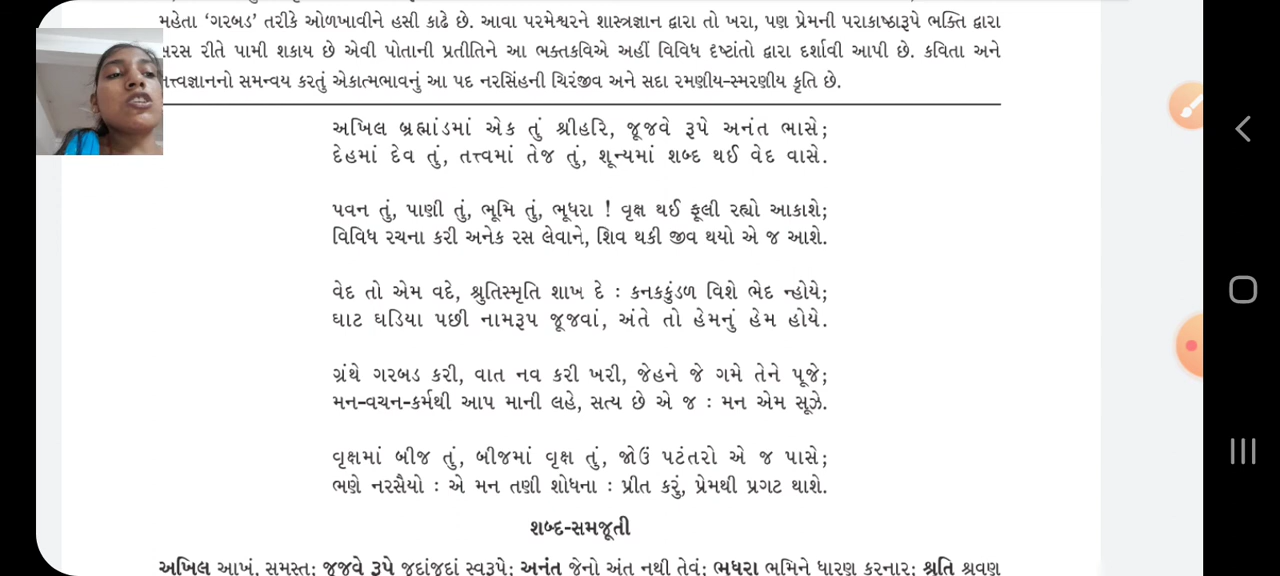 મહેતા ‘ગરબડ’ તરીકે ઓળખાવીને હસી કાઢે છે. આવા પરમેશ્વરને શાસ્ત્રજ્ઞાન દ્વારા તો ખરા, પણ પ્રેમની પરાકાષ્ઠારૂપે ભક્તિ દ્વારા
સરસ રીતે પામી શકાય છે એવી પોતાની પ્રતીતિને આ ભક્તકવિએ અહીં વિવિધ દૃષ્ટાંતો દ્વારા દર્શાવી આપી છે. કવિતા અને
તત્ત્વજ્ઞાનનો સમન્વય કરતું એકાત્મભાવનું આ પદ નરસિંહની ચિરંજીવ અને સદા રમણીય-સ્મરણીય કૃતિ છે.
અખિલ બ્રહ્માંડમાં એક તું શ્રીહરિ, જૂજવે રૂપે અનંત ભાસે;
દેહમાં દેવ તું, તત્ત્વમાં તેજ તું, શૂન્યમાં શબ્દ થઈ વેદ વાસે.
પવન તું, પાણી તું, ભૂમિ તું, ભૂધરા ! વૃક્ષ થઈ ફૂલી રહ્યો આકાશે;
વિવિધ રચના કરી અનેક રસ લેવાને, શિવ થકી જીવ થયો એ જ આશે.
વેદ તો એમ વદે, શ્રુતિસ્મૃતિ શાખ દે : કનકકુંડળ વિશે ભેદ ન્હોયે;
ઘાટ ઘડિયા પછી નામરૂપ જૂજવાં, અંતે તો હેમનું હેમ હોયે.
ગ્રંથે ગરબડ કરી, વાત નવ કરી ખરી, જેહને જે ગમે તેને પૂજે;
મન-વચન-કર્મથી આપ માની લહે, સત્ય છે એ જ : મન એમ સૂઝે.
વૃક્ષમાં બીજ તું, બીજમાં વૃક્ષ તું, જોઉં પટંતરો એ જ પાસે;
ભણે નરસૈયો : એ મન તણી શોધના : પ્રીત કરું, પ્રેમથી પ્રગટ થાશે.
શબ્દ-સમજૂતી
અખિલ આખું, સમસ્ત; જૂજવે રૂપે જુદાંજુદાં સ્વરૂપે; અનંત જેનો અંત નથી તેવું; ભૂધરા ભૂમિને ધારણ કરનાર; શ્રુતિ શ્રવણ